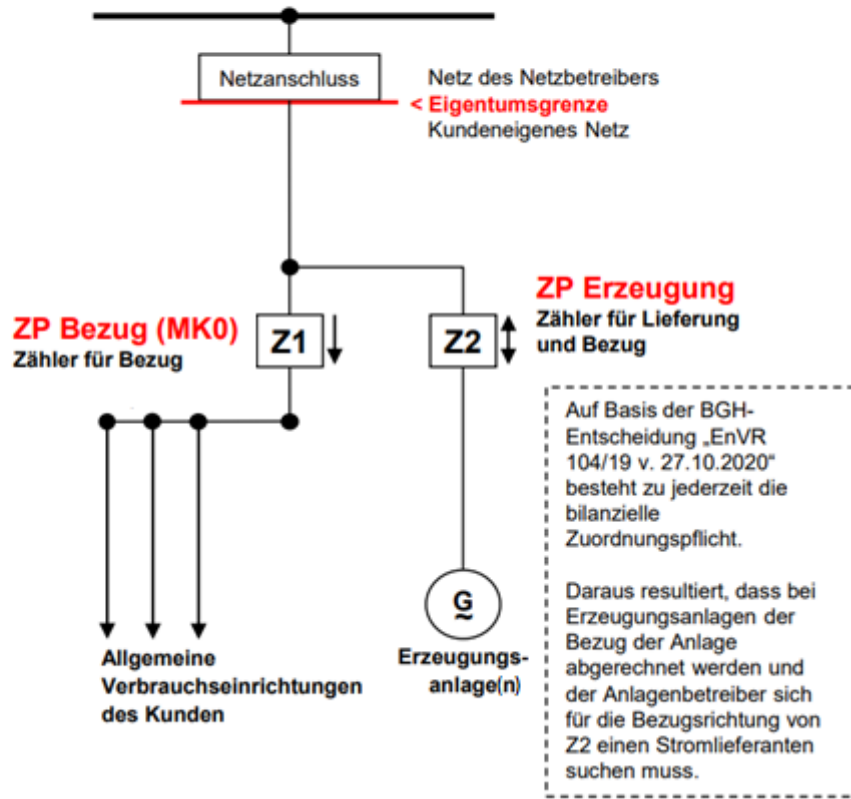 Netzanschluss
Netz des Netzbetreibers
< Eigentumsgrenze
Kundeneigenes Netz
ZP Bezug (MK0)
Zähler für Bezug
Z1
Z2
ZP Erzeugung
Zähler für Lieferung
und Bezug
Auf Basis der BGH-
Entscheidung „EnVR
104/19 v. 27.10.2020“
besteht zu jederzeit die
bilanzielle
Zuordnungspflicht.
Daraus resultiert, dass bei
Erzeugungsanlagen der
Bezug der Anlage
abgerechnet werden und
der Anlagenbetreiber sich
für die Bezugsrichtung von
Z2 einen Stromlieferanten
suchen muss.
G
~
Allgemeine
Verbrauchseinrichtungen
des Kunden
Erzeugungs-
anlage(n)